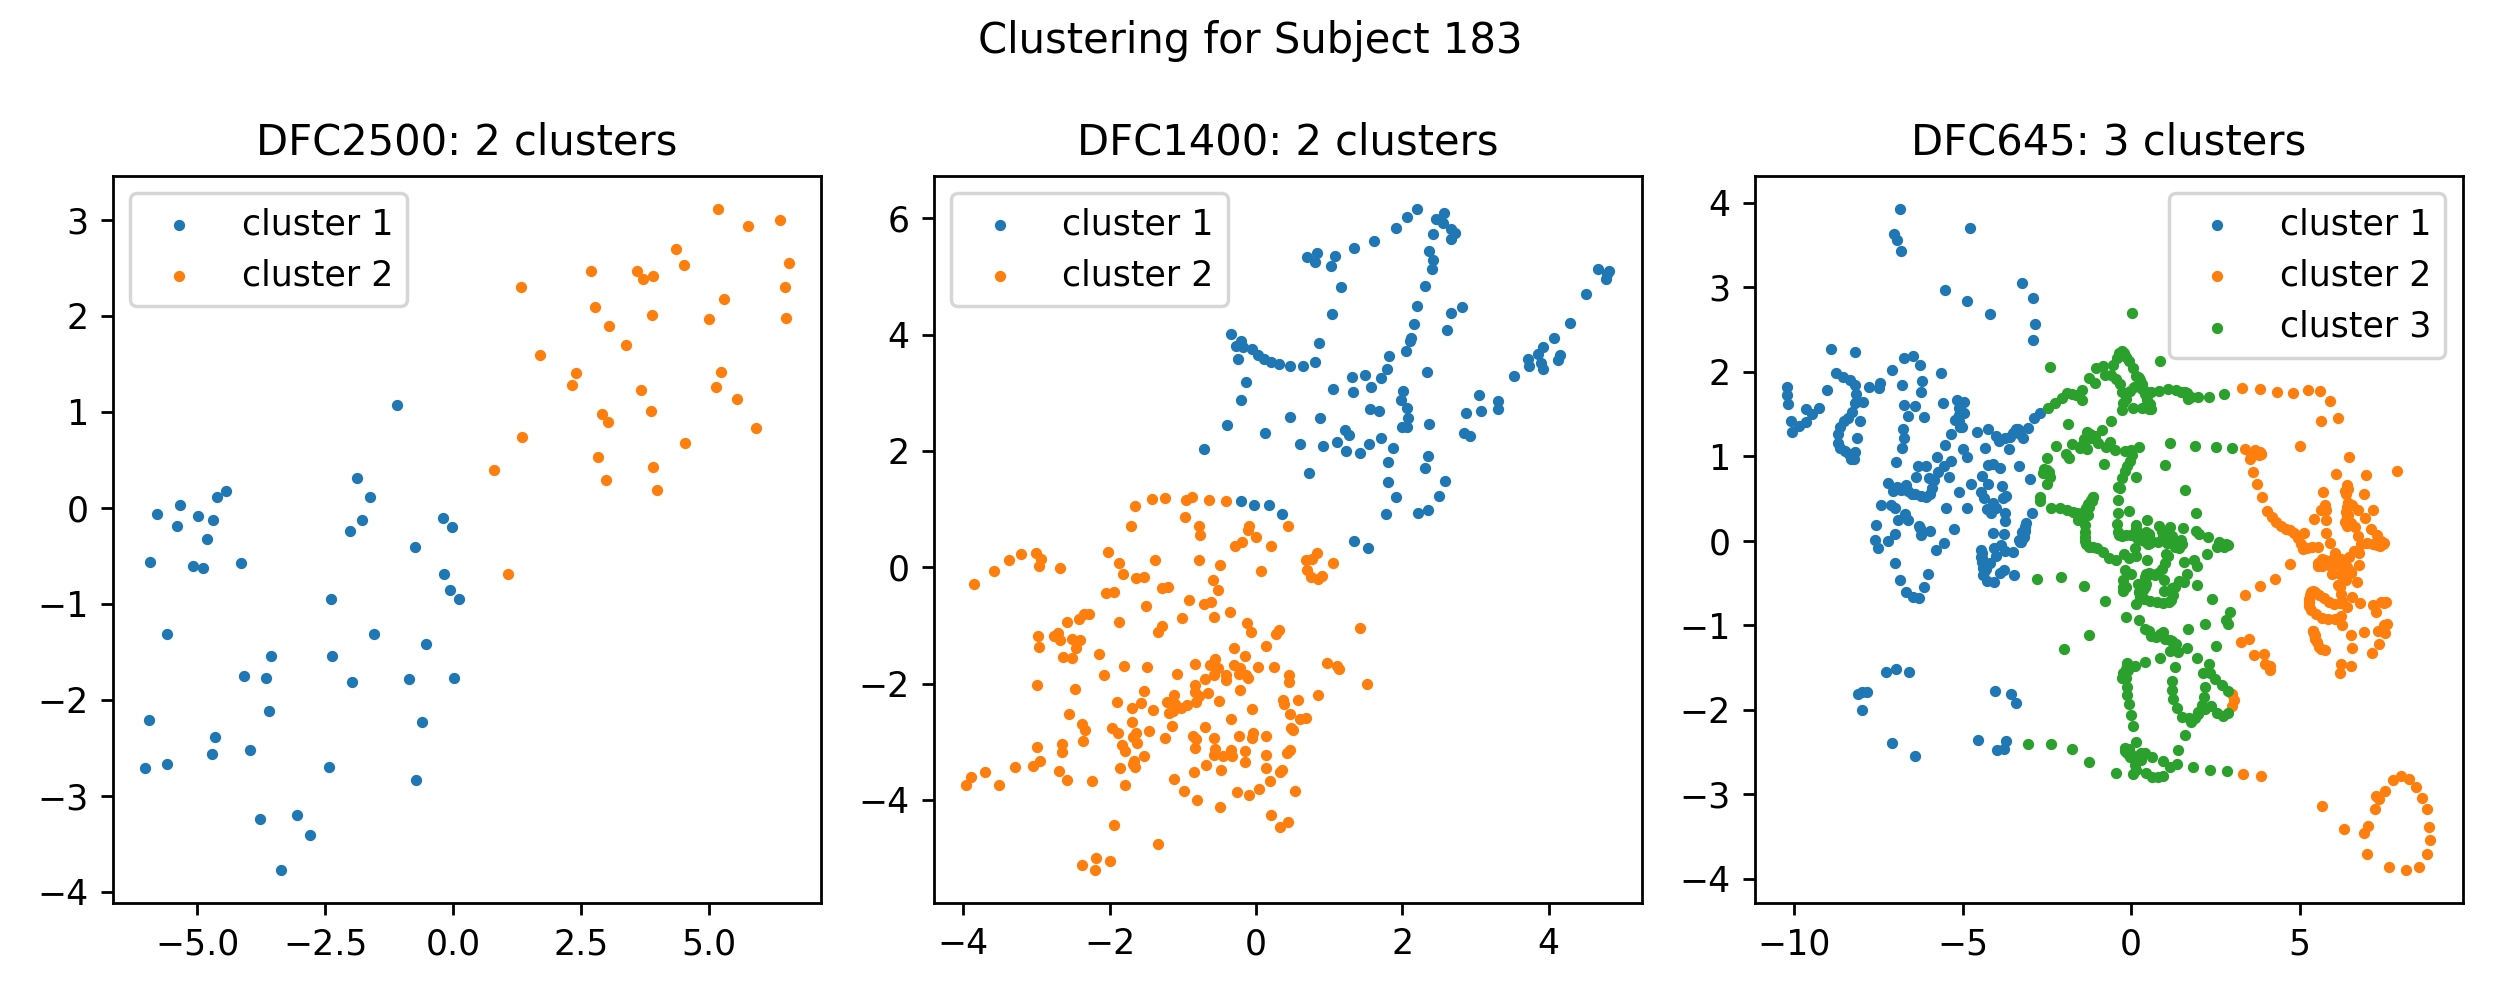 Clustering for Subject 183
DFC2500: 2 clusters
cluster 1
cluster 2
3
2
1
0
−1
−2
−3
−4
−5.0 −2.5 0.0 2.5 5.0
DFC1400: 2 clusters
cluster 1
cluster 2
6
4
2
0
−2
−4
−4 −2 0 2 4
DFC645: 3 clusters
cluster 1
cluster 2
cluster 3
4
3
2
1
0
−1
−2
−3
−4
−10 −5 0 5